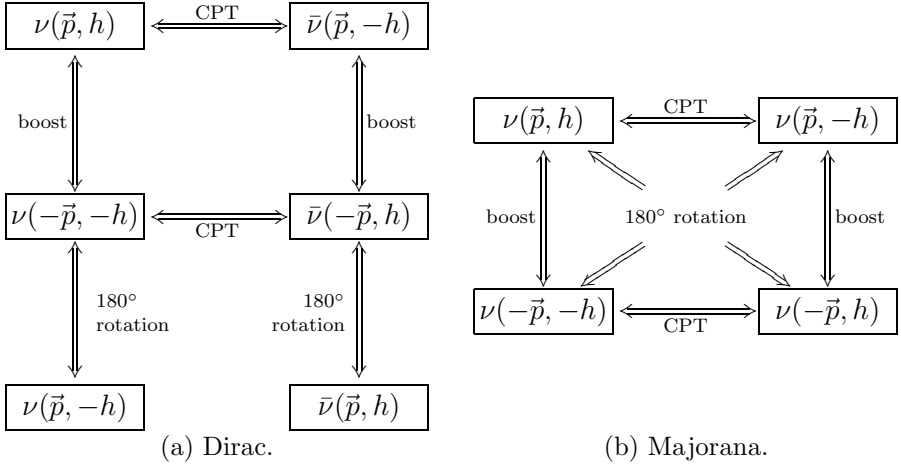 ν(p⃗, h)
CPT
ν̄(p⃗, −h)
boost
boost
ν(−p⃗, −h)
CPT
ν̄(−p⃗, h)
180°
rotation
180°
rotation
ν(p⃗, −h)
ν̄(p⃗, h)
(a) Dirac.
ν(p⃗, h)
CPT
ν(p⃗, −h)
boost
180° rotation
boost
ν(−p⃗, −h)
CPT
ν(−p⃗, h)
(b) Majorana.